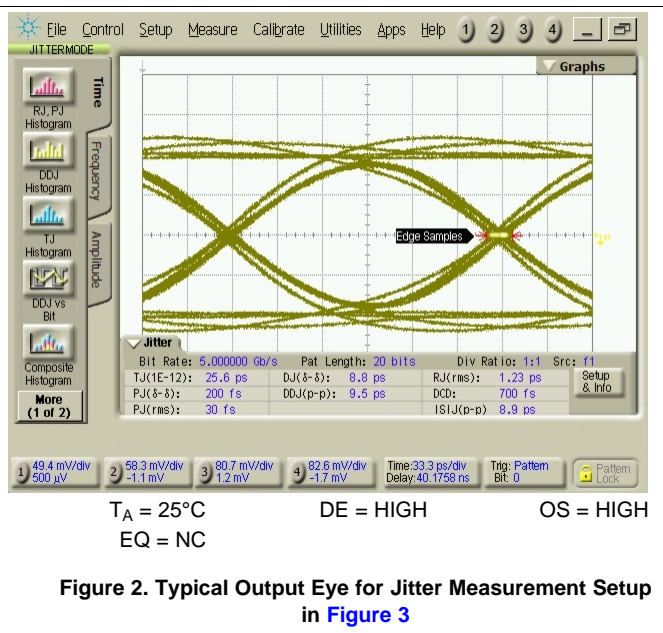 File Control Setup Measure Calibrate Utilities Apps Help 1 2 3 4
JITTERMODE
Graphs
RJ, PJ
Histogram
DDJ
Histogram
TJ
Histogram
DDJ vs
Bit
Composite
Histogram
More
(1 of 2)
Time
Frequency
Amplitude
Edge Samples
Jitter
Bit Rate: 5.000000 Gb/s Pat Length: 20 bits Div Ratio: 1:1 Src: f1
TJ(1E-12): 25.6 ps DJ(δ-δ): 8.8 ps RJ(rms): 1.23 ps
PJ(δ-δ): 200 fs DDJ(p-p): 9.5 ps DCD: 700 fs
PJ(rms): 30 fs ISIJ(p-p) 8.9 ps
Setup
& Info
1 49.4 mV/div
500 µV
2 58.3 mV/div
-1.1 mV
3 80.7 mV/div
1.2 mV
4 82.6 mV/div
-1.7 mV
Time:33.3 ps/div
Delay:40.1758 ns
Trig: Pattern
Bit: 0
Pattern
Lock
TA = 25°C DE = HIGH OS = HIGH
EQ = NC
Figure 2. Typical Output Eye for Jitter Measurement Setup
in Figure 3